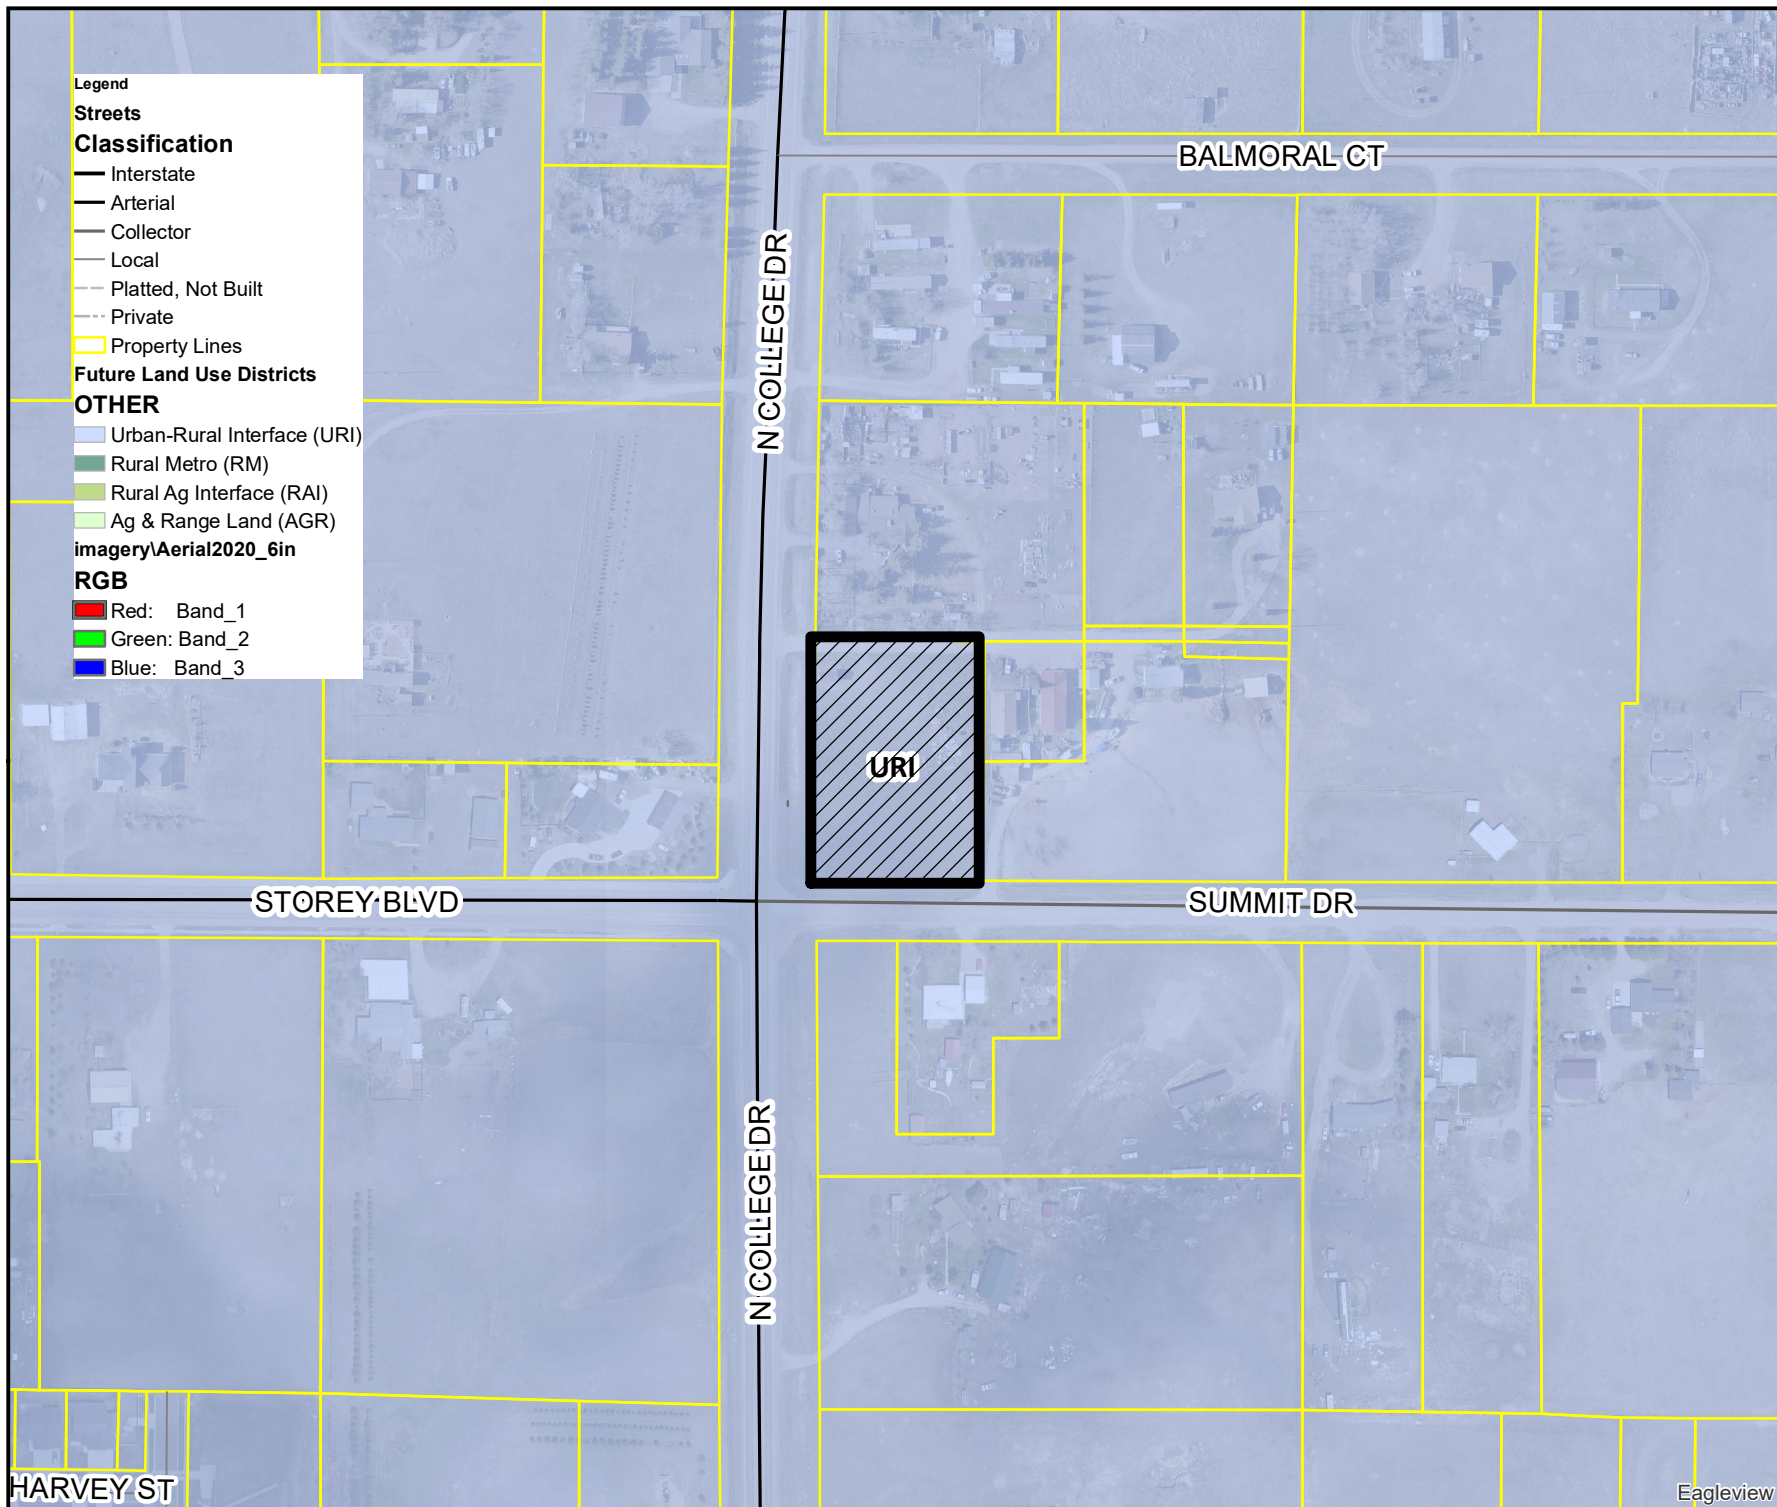 Legend
Streets
Classification
Interstate
Arterial
Collector
Local
Platted, Not Built
Private
Property Lines
Future Land Use Districts
OTHER
Urban-Rural Interface (URI)
Rural Metro (RM)
Rural Ag Interface (RAI)
Ag & Range Land (AGR)
imagery\Aerial2020_6in
RGB
Red: Band_1
Green: Band_2
Blue: Band_3
BALMORAL CT
N COLLEGE DR
URI
STOREY BLVD
SUMMIT DR
N COLLEGE DR
HARVEY ST
Eagleview